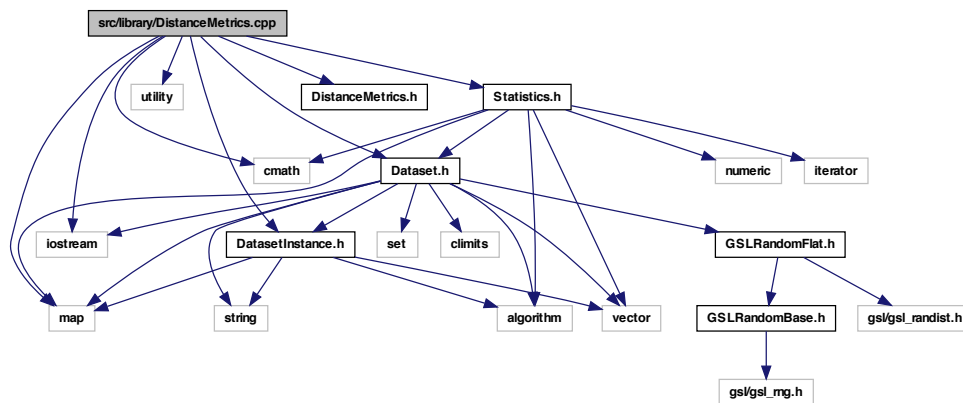 src/library/DistanceMetrics.cpp
utility
DistanceMetrics.h
Statistics.h
cmath
Dataset.h
numeric
iterator
iostream
DatasetInstance.h
set
climits
GSLRandomFlat.h
map
string
algorithm
vector
GSLRandomBase.h
gsl/gsl_randist.h
gsl/gsl_rng.h